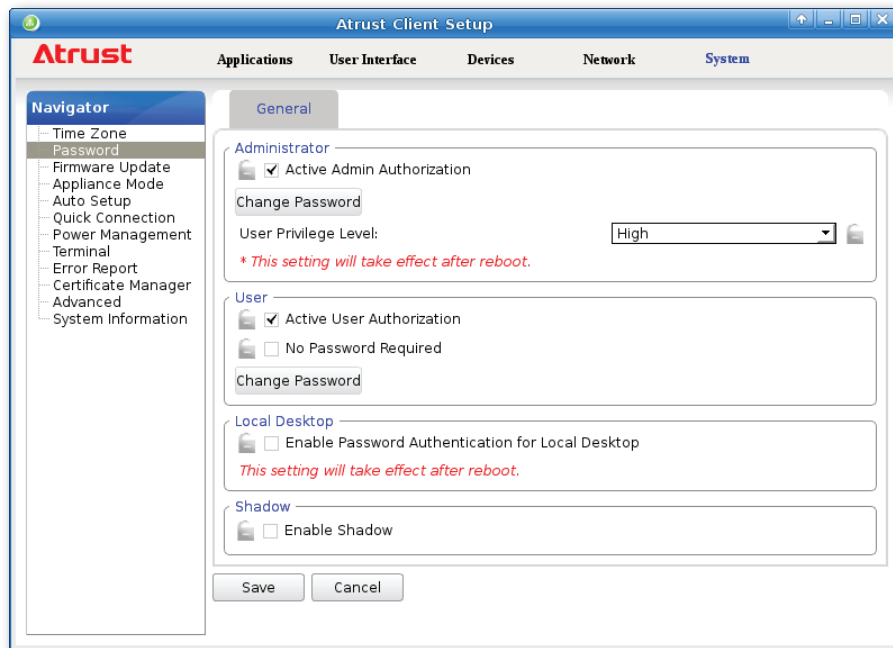 Atrust Client Setup
Atrust
Applications User Interface Devices Network System
Navigator
Time Zone
Password
Firmware Update
Appliance Mode
Auto Setup
Quick Connection
Power Management
Terminal
Error Report
Certificate Manager
Advanced
System Information
General
Administrator
Active Admin Authorization
Change Password
User Privilege Level: High
* This setting will take effect after reboot.
User
Active User Authorization
No Password Required
Change Password
Local Desktop
Enable Password Authentication for Local Desktop
This setting will take effect after reboot.
Shadow
Enable Shadow
Save Cancel